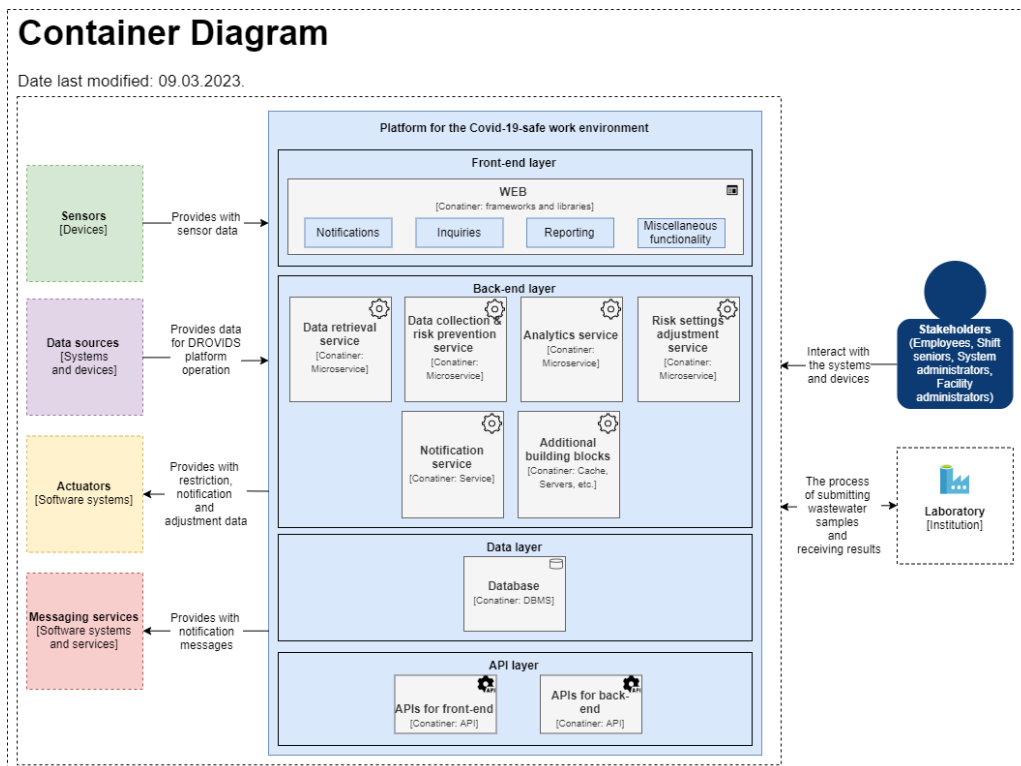 Container Diagram
Date last modified: 09.03.2023.
Platform for the Covid-19-safe work environment
Front-end layer
WEB
[Conatiner: frameworks and libraries]
Notifications
Inquiries
Reporting
Miscellaneous
functionality
Sensors
[Devices]
Provides with
sensor data
Back-end layer
Data retrieval
service
[Conatiner:
Microservice]
Data collection &
risk prevention
service
[Conatiner:
Microservice]
Analytics service
[Conatiner:
Microservice]
Risk settings
adjustment
service
[Conatiner:
Microservice]
Notification
service
[Conatiner: Service]
Additional
building blocks
[Conatiner: Cache,
Servers, etc.]
Data sources
[Systems
and devices]
Provides data
for DROVIDS
platform
operation
Actuators
[Software systems]
Provides with
restriction,
notification
and
adjustment data
Data layer
Database
[Conatiner: DBMS]
Messaging services
[Software systems
and services]
Provides with
notification
messages
API layer
APIs for front-end
[Conatiner: API]
API
APIs for back-
end
[Conatiner: API]
API
Interact with
the systems
and devices
Stakeholders
(Employees, Shift
seniors, System
administrators,
Facility
administrators)
The process
of submitting
wastewater
samples
and
receiving results
Laboratory
[Institution]